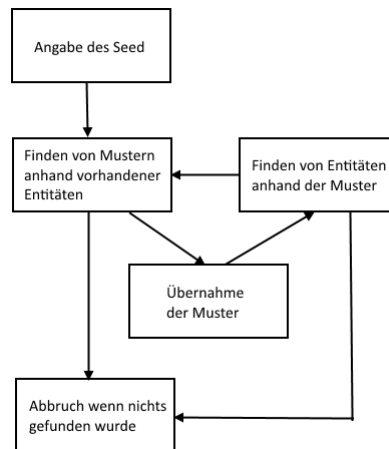 Angabe des Seed
Finden von Mustern
anhand vorhandener
Entitäten
Finden von Entitäten
anhand der Muster
Übernahme
der Muster
Abbruch wenn nichts
gefunden wurde